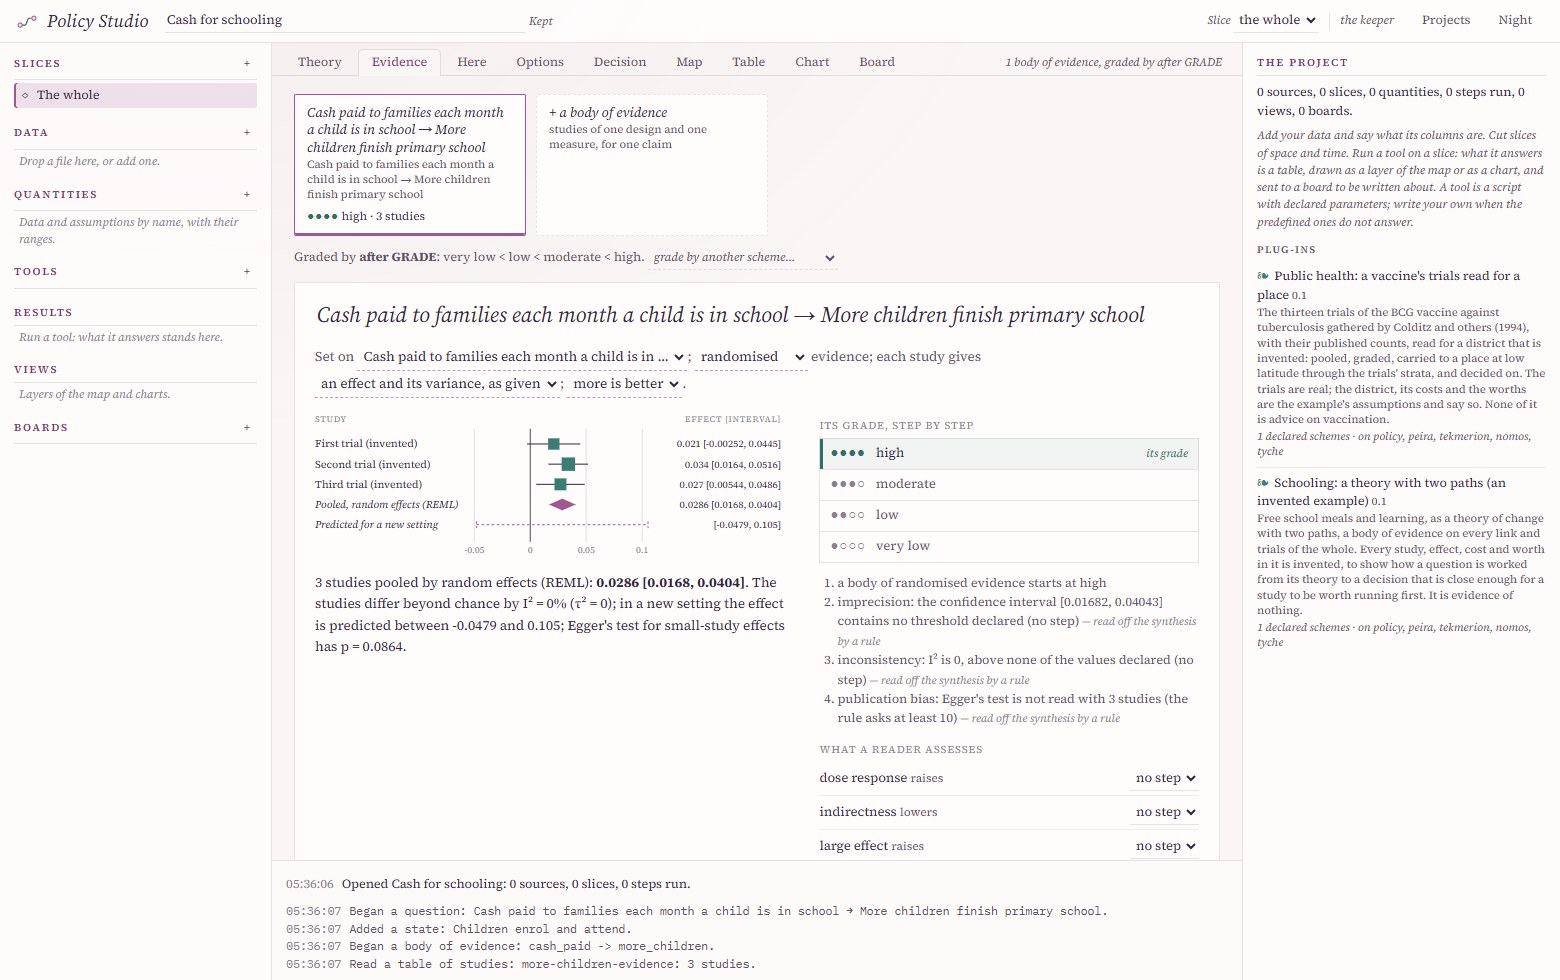 Policy Studio
Cash for schooling
Kept
Slice the whole
the keeper
Projects
Night
SLICES +
The whole
DATA +
Drop a file here, or add one.
QUANTITIES +
Data and assumptions by name, with their
ranges.
TOOLS +
RESULTS
Run a tool: what it answers stands here.
VIEWS
Layers of the map and charts.
BOARDS +
Theory
Evidence
Here
Options
Decision
Map
Table
Chart
Board
1 body of evidence, graded by after GRADE
Cash paid to families each month
a child is in school → More
children finish primary school
Cash paid to families each month a
child is in school → More children
finish primary school
●●●● high · 3 studies
+ a body of evidence
studies of one design and one
measure, for one claim
Graded by after GRADE: very low < low < moderate < high. grade by another scheme...
Cash paid to families each month a child is in school → More children finish primary school
Set on Cash paid to families each month a child is in ... ; randomised evidence; each study gives
an effect and its variance, as given ; more is better .
STUDY EFFECT [INTERVAL]
First trial (invented) 0.021 [-0.00252, 0.0445]
Second trial (invented) 0.034 [0.0164, 0.0516]
Third trial (invented) 0.027 [0.00544, 0.0486]
Pooled, random effects (REML) 0.0286 [0.0168, 0.0404]
Predicted for a new setting [-0.0479, 0.105]
-0.05 0 0.05 0.1
3 studies pooled by random effects (REML): 0.0286 [0.0168, 0.0404]. The
studies differ beyond chance by I² = 0% (τ² = 0); in a new setting the effect
is predicted between -0.0479 and 0.105; Egger's test for small-study effects
has p = 0.0864.
ITS GRADE, STEP BY STEP
●●●● high its grade
●●●○ moderate
●●○○ low
●○○○ very low
1. a body of randomised evidence starts at high
2. imprecision: the confidence interval [0.01682, 0.04043]
contains no threshold declared (no step) — read off the synthesis
by a rule
3. inconsistency: I² is 0, above none of the values declared (no
step) — read off the synthesis by a rule
4. publication bias: Egger's test is not read with 3 studies (the
rule asks at least 10) — read off the synthesis by a rule
WHAT A READER ASSESSES
dose response raises no step
indirectness lowers no step
large effect raises no step
05:36:06 Opened Cash for schooling: 0 sources, 0 slices, 0 steps run.
05:36:07 Began a question: Cash paid to families each month a child is in school → More children finish primary school.
05:36:07 Added a state: Children enrol and attend.
05:36:07 Began a body of evidence: cash_paid -> more_children.
05:36:07 Read a table of studies: more-children-evidence: 3 studies.
THE PROJECT
0 sources, 0 slices, 0 quantities, 0 steps run, 0
views, 0 boards.
Add your data and say what its columns are. Cut slices
of space and time. Run a tool on a slice: what it answers
is a table, drawn as a layer of the map or as a chart, and
sent to a board to be written about. A tool is a script
with declared parameters; write your own when the
predefined ones do not answer.
PLUG-INS
Public health: a vaccine's trials read for a
place 0.1
The thirteen trials of the BCG vaccine against
tuberculosis gathered by Colditz and others (1994),
with their published counts, read for a district that is
invented: pooled, graded, carried to a place at low
latitude through the trials' strata, and decided on. The
trials are real; the district, its costs and the worths
are the example's assumptions and say so. None of it
is advice on vaccination.
1 declared schemes · on policy, peira, tekmerion, nomos,
tyche
Schooling: a theory with two paths (an
invented example) 0.1
Free school meals and learning, as a theory of change
with two paths, a body of evidence on every link and
trials of the whole. Every study, effect, cost and worth
in it is invented, to show how a question is worked
from its theory to a decision that is close enough for a
study to be worth running first. It is evidence of
nothing.
1 declared schemes · on policy, peira, tekmerion, nomos,
tyche